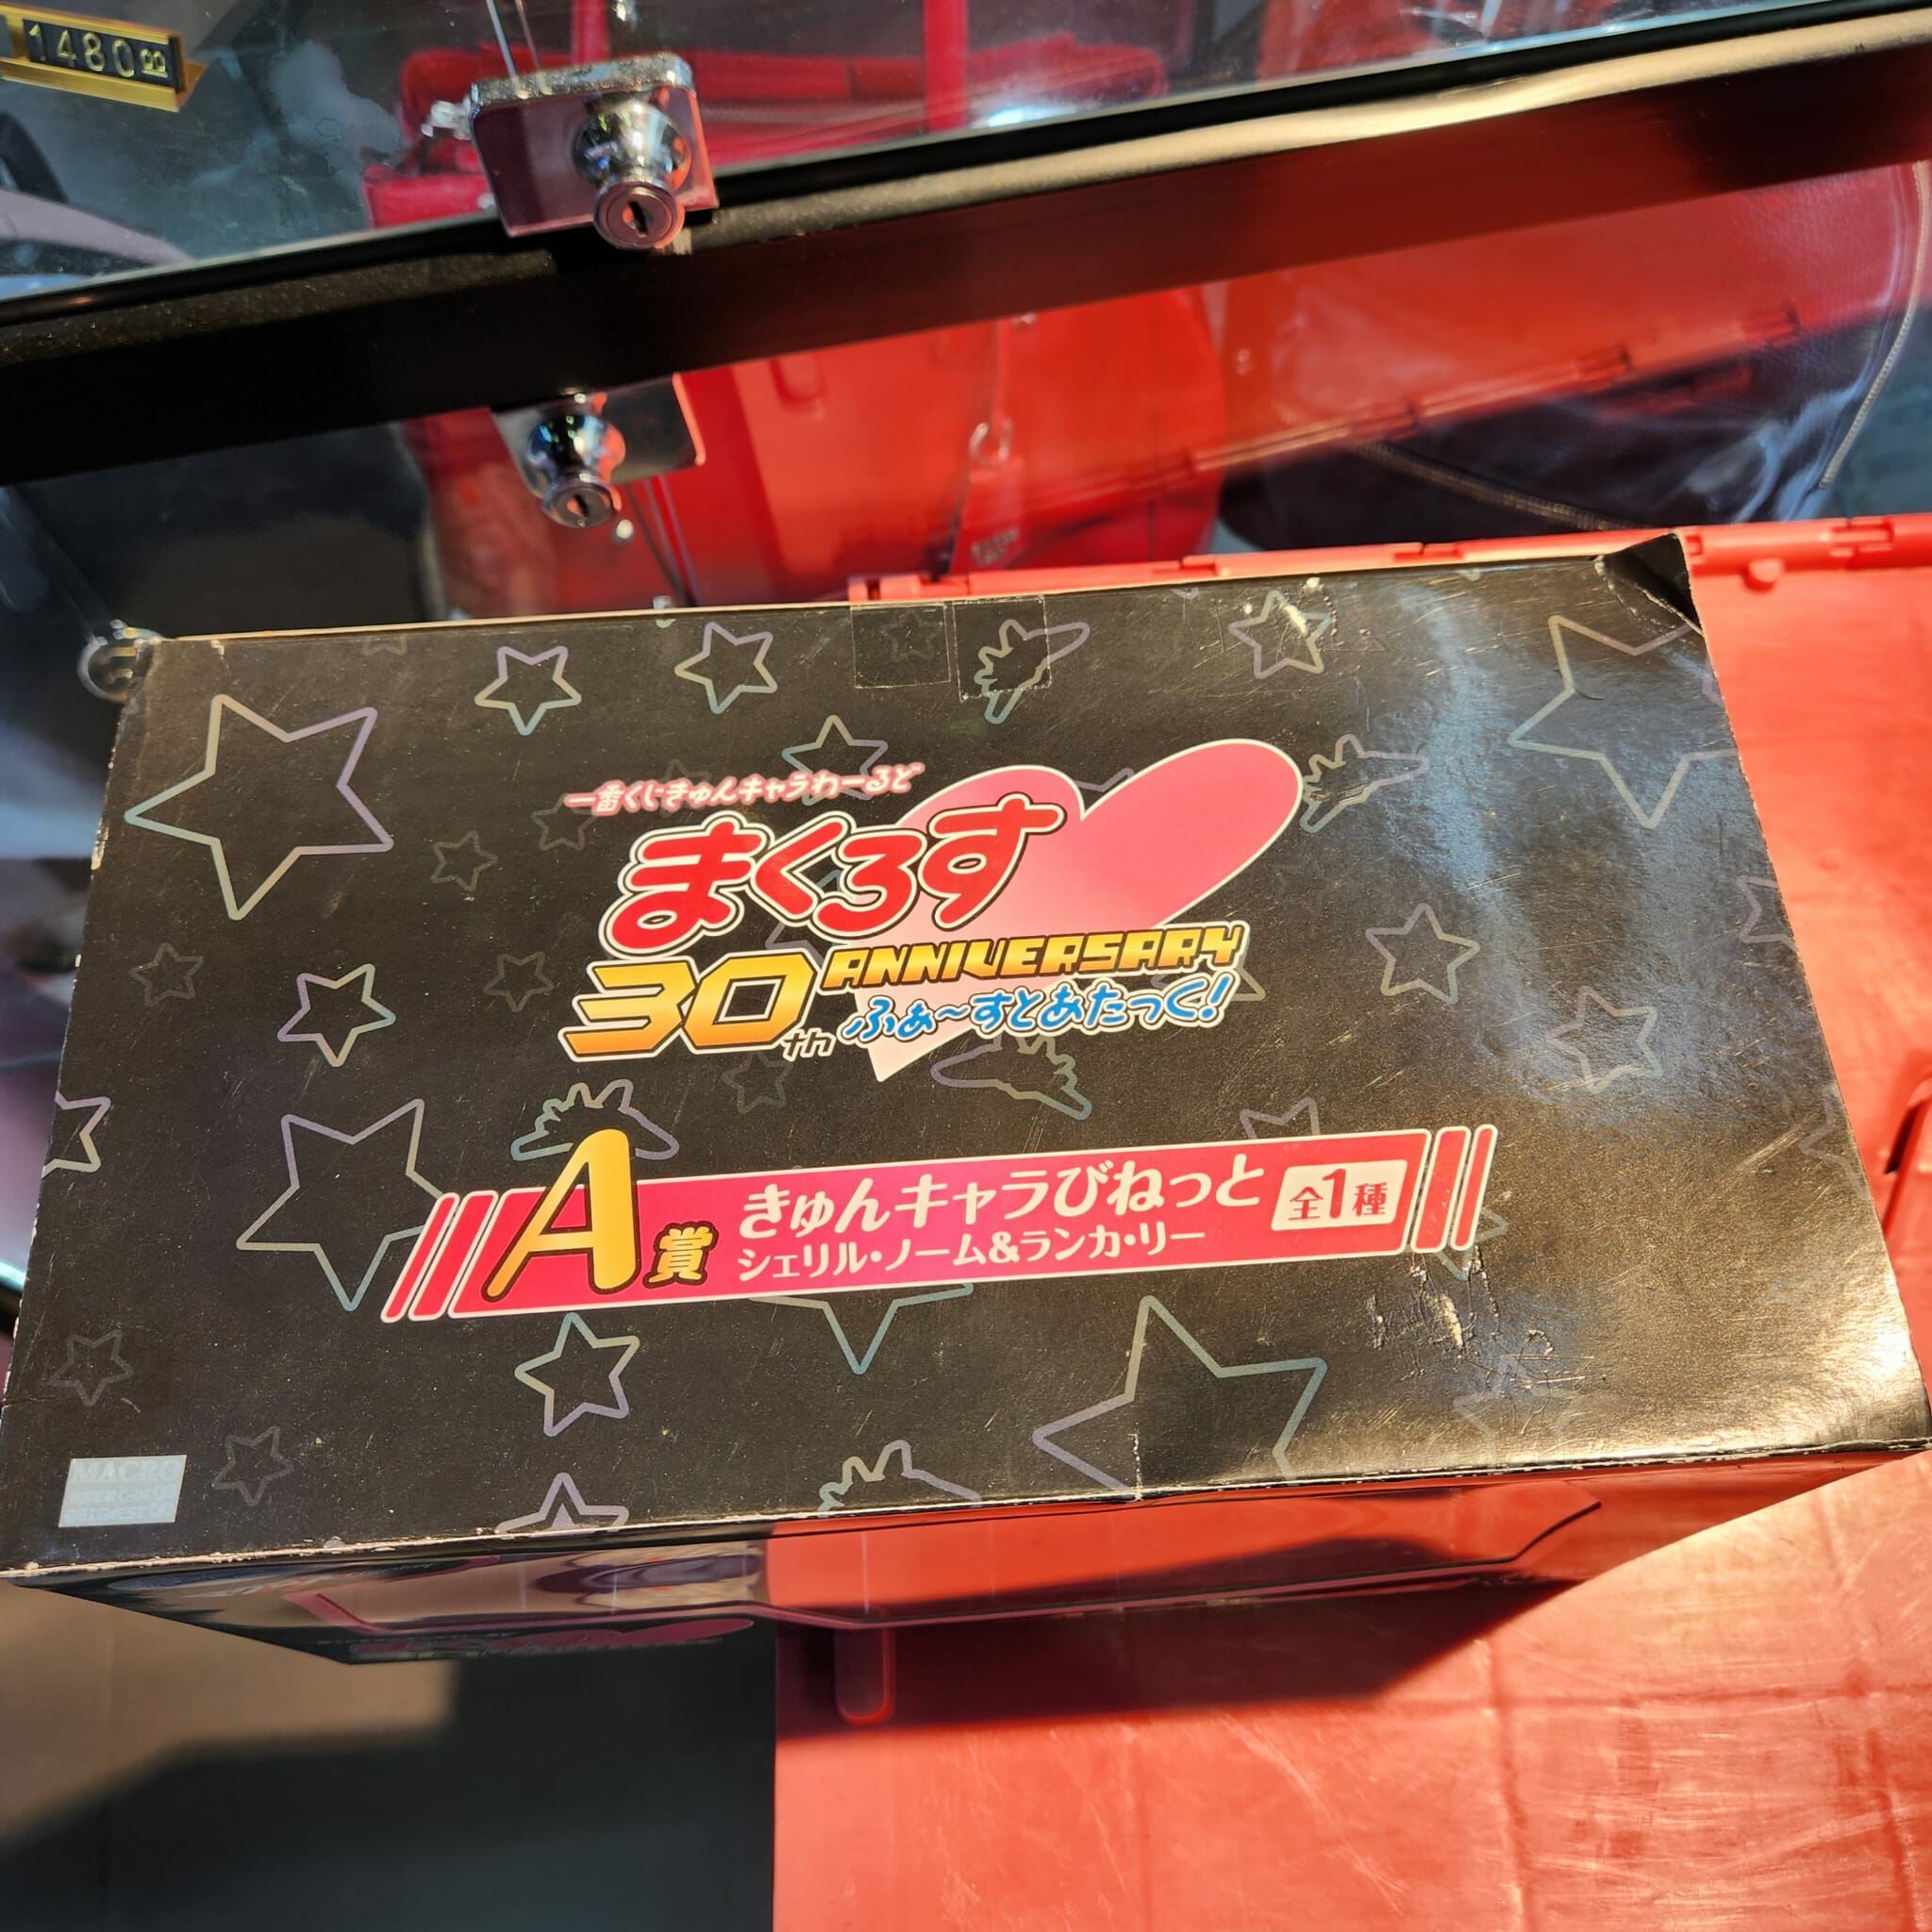 148000
一番くじきゅんキャラわーるど
まくろす
30th ANNIVERSARY
ふぁ〜すとあたっく!
A賞
きゅんキャラびねっと
シェリル・ノーム&ランカ・リー
全1種
MACRO